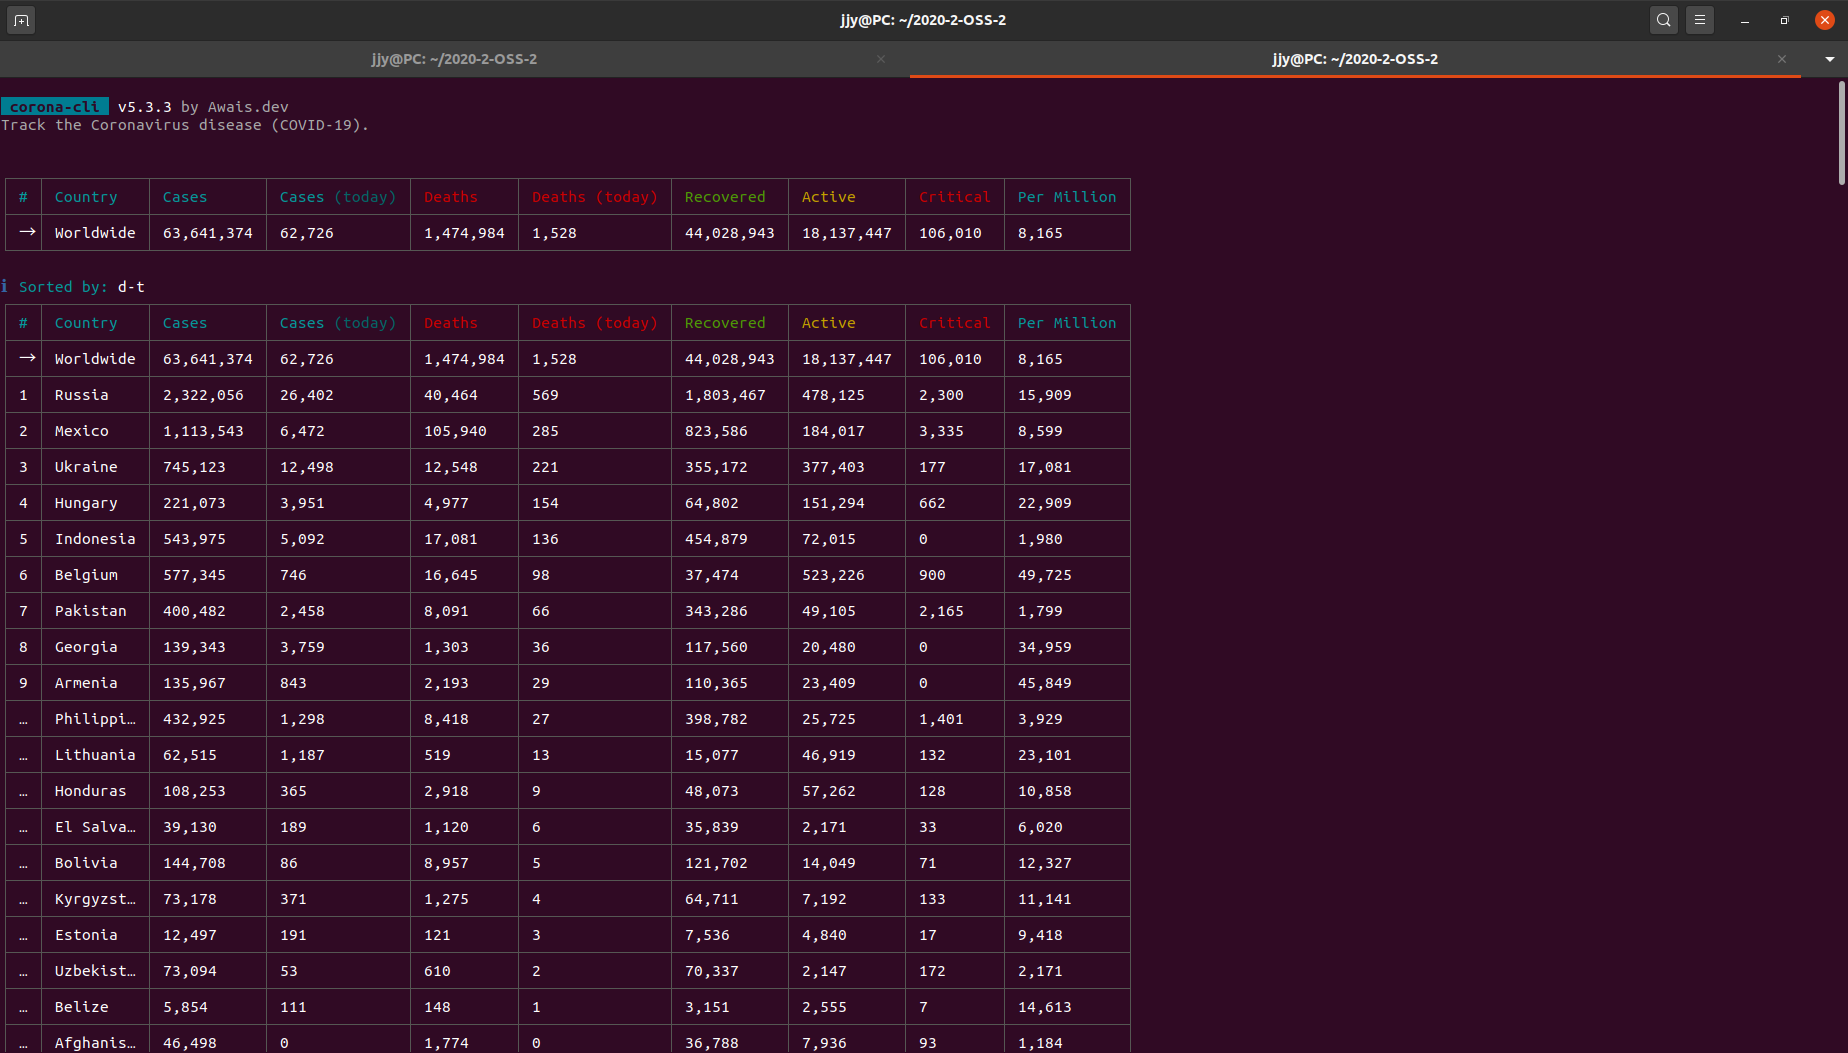 jjy@PC: ~/2020-2-OSS-2
jjy@PC: ~/2020-2-OSS-2 × jjy@PC: ~/2020-2-OSS-2 ×
corona-cli v5.3.3 by Awais.dev
Track the Coronavirus disease (COVID-19).
# Country Cases Cases (today) Deaths Deaths (today) Recovered Active Critical Per Million
→ Worldwide 63,641,374 62,726 1,474,984 1,528 44,028,943 18,137,447 106,010 8,165
ℹ Sorted by: d-t
# Country Cases Cases (today) Deaths Deaths (today) Recovered Active Critical Per Million
→ Worldwide 63,641,374 62,726 1,474,984 1,528 44,028,943 18,137,447 106,010 8,165
1 Russia 2,322,056 26,402 40,464 569 1,803,467 478,125 2,300 15,909
2 Mexico 1,113,543 6,472 105,940 285 823,586 184,017 3,335 8,599
3 Ukraine 745,123 12,498 12,548 221 355,172 377,403 177 17,081
4 Hungary 221,073 3,951 4,977 154 64,802 151,294 662 22,909
5 Indonesia 543,975 5,092 17,081 136 454,879 72,015 0 1,980
6 Belgium 577,345 746 16,645 98 37,474 523,226 900 49,725
7 Pakistan 400,482 2,458 8,091 66 343,286 49,105 2,165 1,799
8 Georgia 139,343 3,759 1,303 36 117,560 20,480 0 34,959
9 Armenia 135,967 843 2,193 29 110,365 23,409 0 45,849
… Philippi… 432,925 1,298 8,418 27 398,782 25,725 1,401 3,929
… Lithuania 62,515 1,187 519 13 15,077 46,919 132 23,101
… Honduras 108,253 365 2,918 9 48,073 57,262 128 10,858
… El Salva… 39,130 189 1,120 6 35,839 2,171 33 6,020
… Bolivia 144,708 86 8,957 5 121,702 14,049 71 12,327
… Kyrgyzst… 73,178 371 1,275 4 64,711 7,192 133 11,141
… Estonia 12,497 191 121 3 7,536 4,840 17 9,418
… Uzbekist… 73,094 53 610 2 70,337 2,147 172 2,171
… Belize 5,854 111 148 1 3,151 2,555 7 14,613
… Afghanis… 46,498 0 1,774 0 36,788 7,936 93 1,184